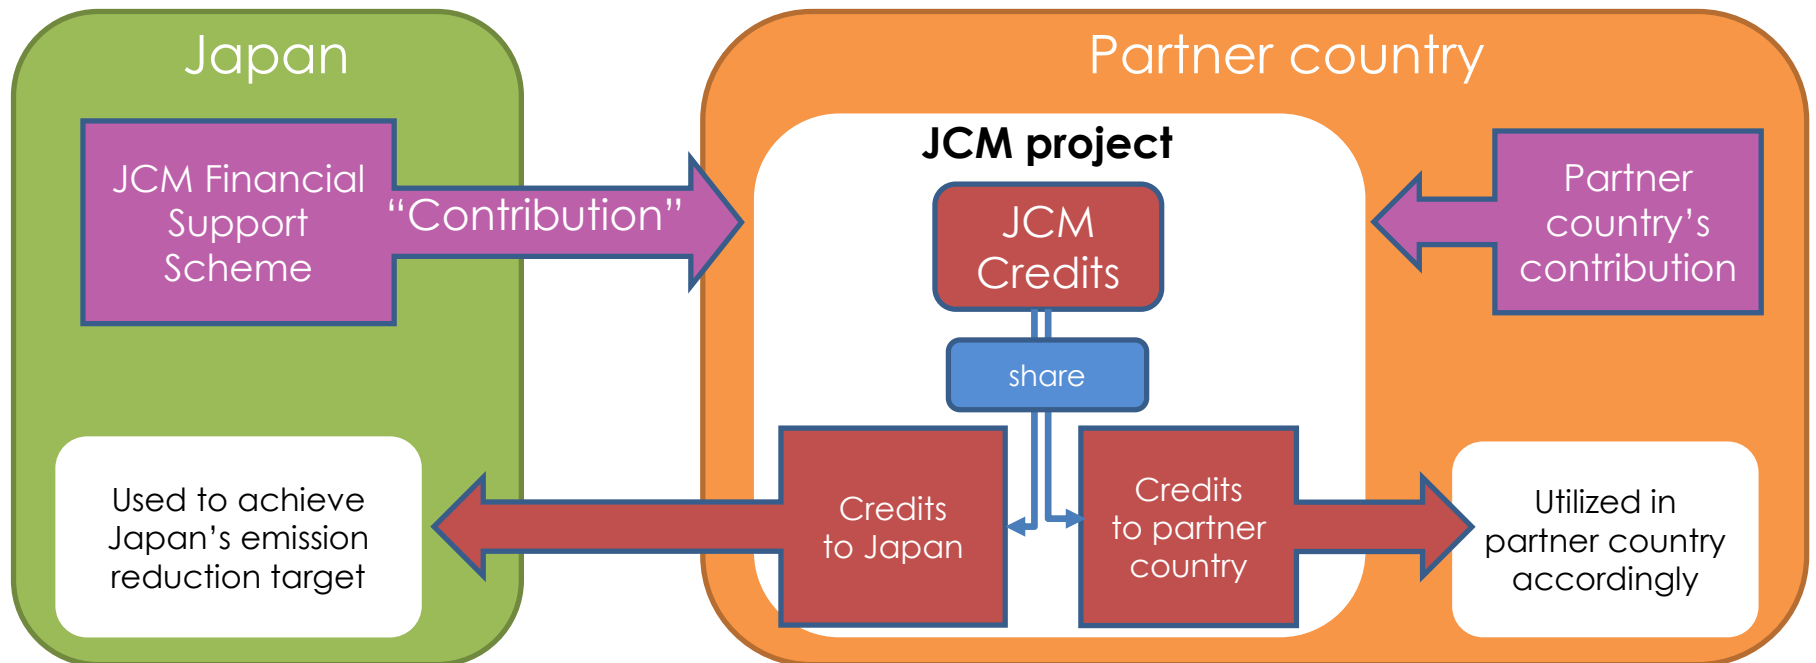 Japan
JCM Financial
Support
Scheme
“Contribution”
Used to achieve
Japan’s emission
reduction target
Partner country
JCM project
JCM
Credits
share
Credits
to Japan
Credits
to partner
country
Partner
country’s
contribution
Utilized in
partner country
accordingly